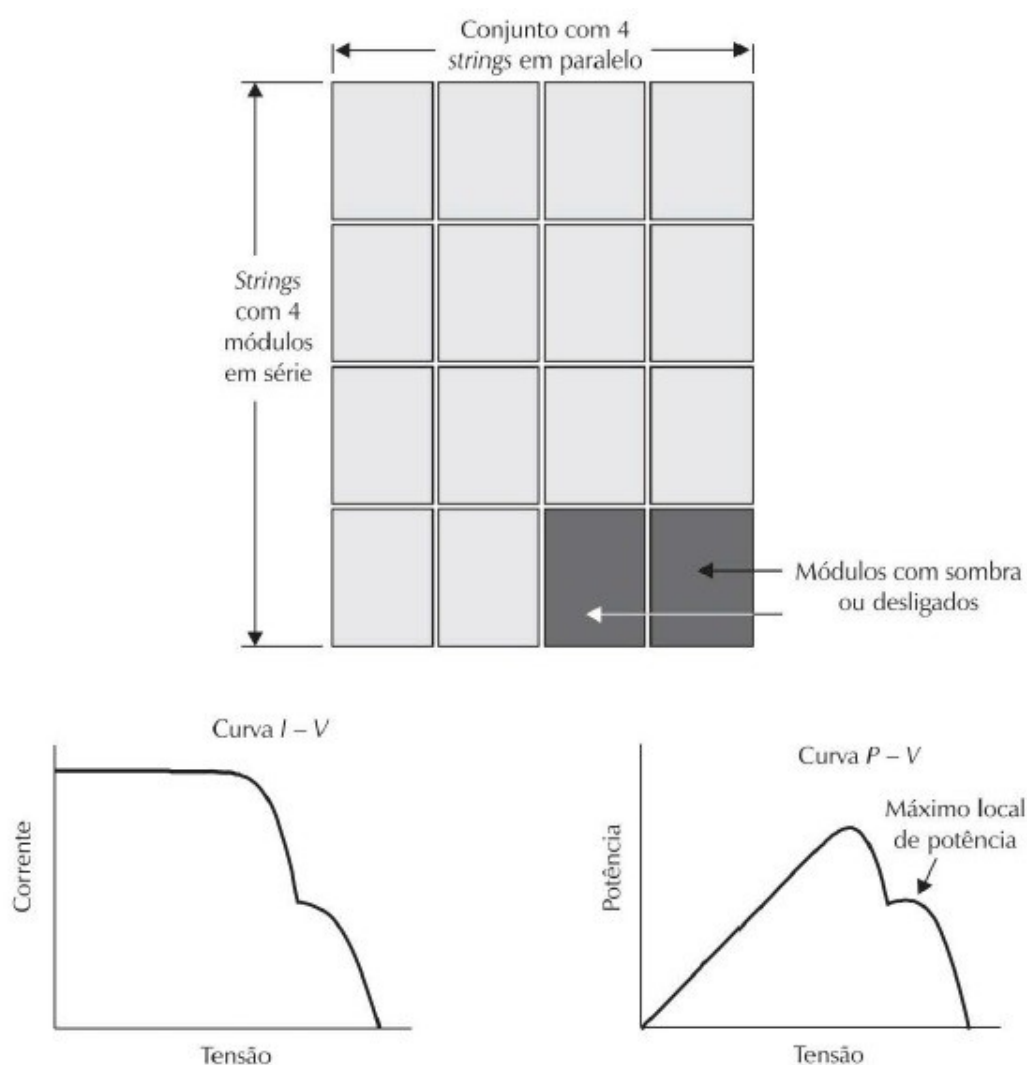 Conjunto com 4
strings em paralelo
Strings
com 4
módulos
em série
Módulos com sombra
ou desligados
Curva I – V
Corrente
Tensão
Curva P – V
Máximo local
de potência
Potência
Tensão